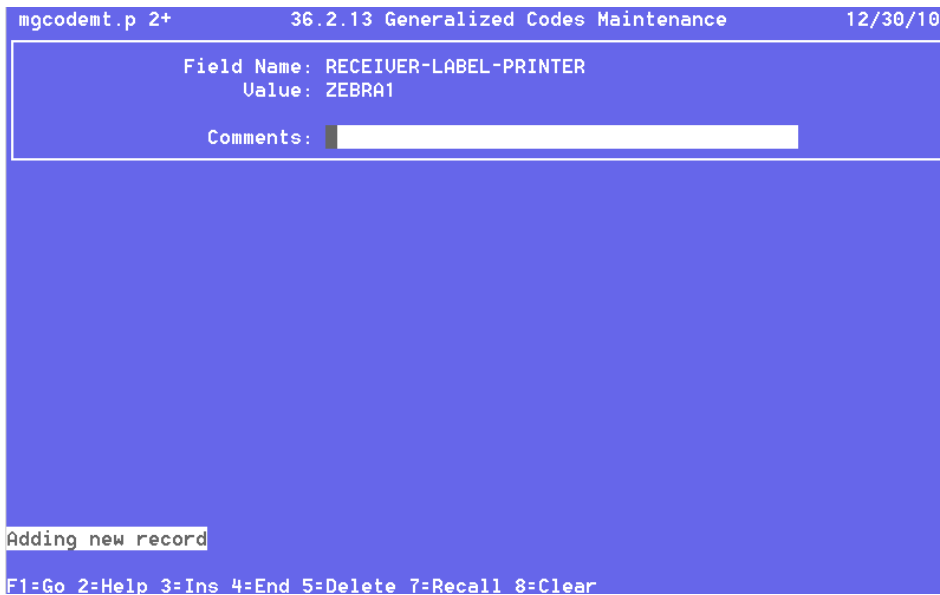 mgcodemt.p 2+ 36.2.13 Generalized Codes Maintenance 12/30/10
Field Name: RECEIVER-LABEL-PRINTER
Value: ZEBRA1
Comments:
Adding new record
F1=Go 2=Help 3=Ins 4=End 5=Delete 7=Recall 8=Clear